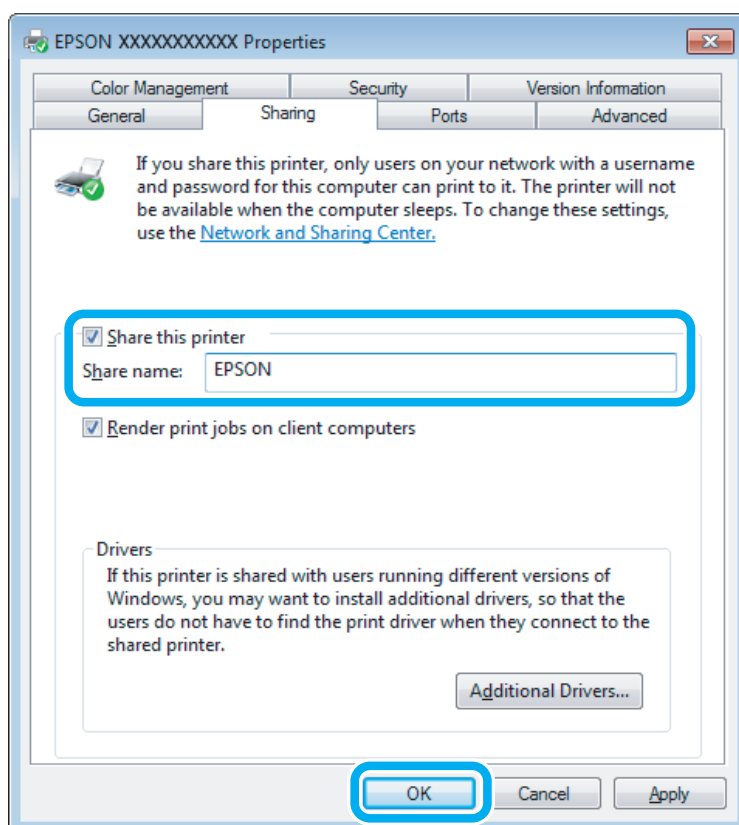 EPSON XXXXXXXXXXX Properties
Color Management Security Version Information
General Sharing Ports Advanced
If you share this printer, only users on your network with a username
and password for this computer can print to it. The printer will not
be available when the computer sleeps. To change these settings,
use the Network and Sharing Center.
Share this printer
Share name: EPSON
Render print jobs on client computers
Drivers
If this printer is shared with users running different versions of
Windows, you may want to install additional drivers, so that the
users do not have to find the print driver when they connect to the
shared printer.
Additional Drivers...
OK Cancel Apply